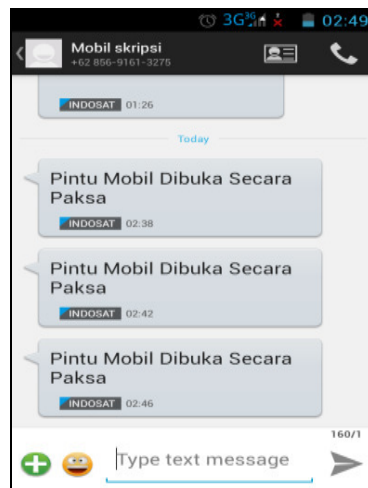 3G 3G 02:49
Mobil skripsi
+62 856-9161-3275
INDOSAT 01:26
Today
Pintu Mobil Dibuka Secara
Paksa
INDOSAT 02:38
Pintu Mobil Dibuka Secara
Paksa
INDOSAT 02:42
Pintu Mobil Dibuka Secara
Paksa
INDOSAT 02:46
160/1
Type text message